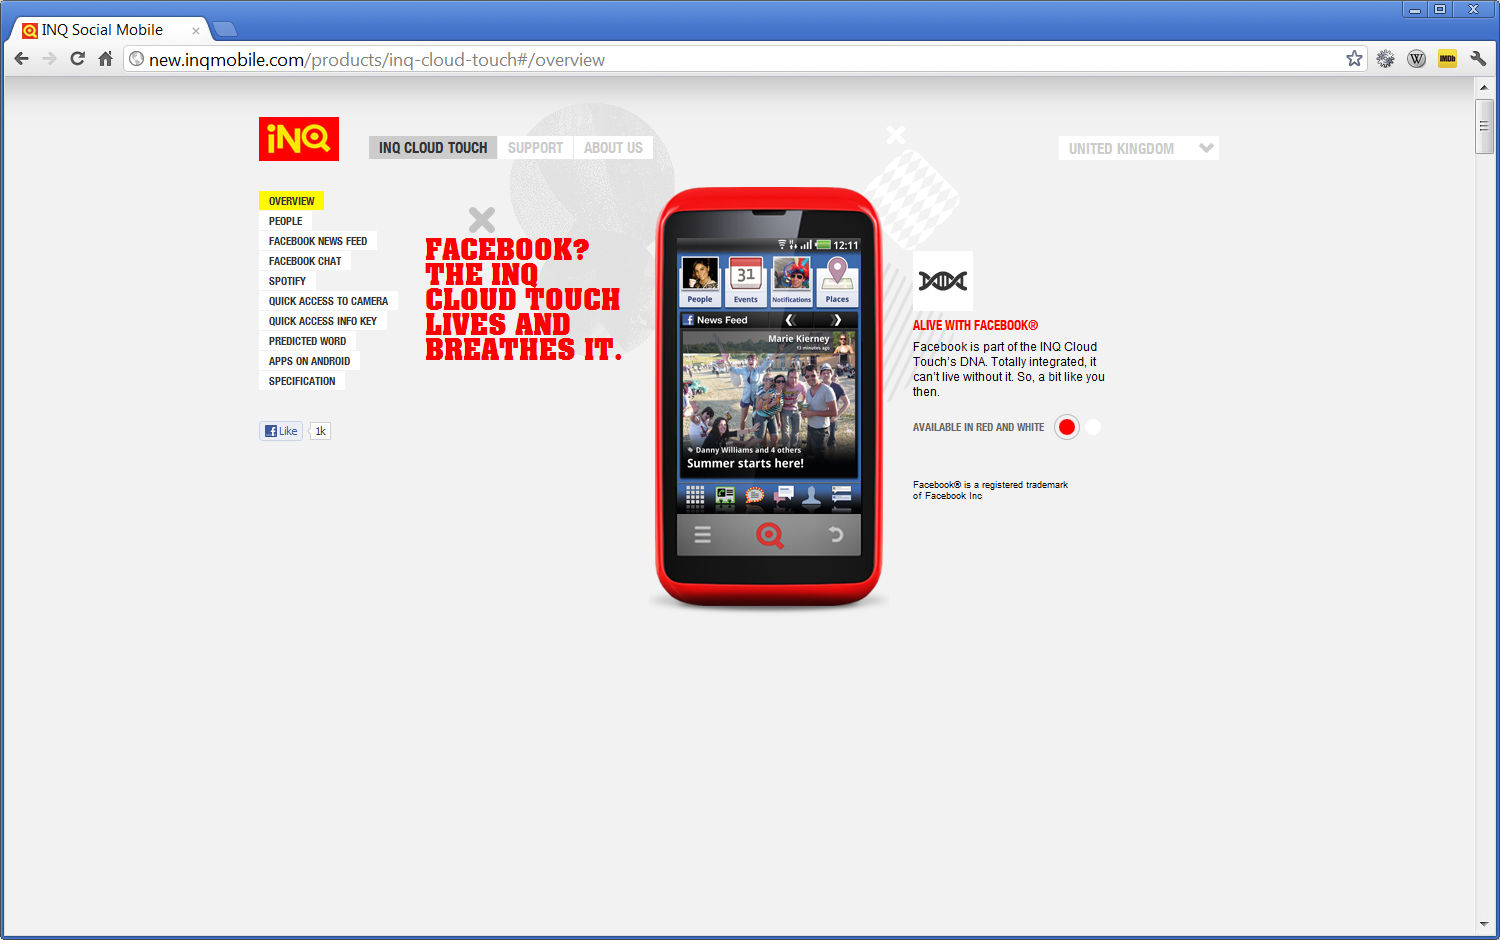 INQ Social Mobile
new.inqmobile.com/products/inq-cloud-touch#/overview
W
IMDb
iNQ
INQ CLOUD TOUCH
SUPPORT
ABOUT US
UNITED KINGDOM
OVERVIEW
PEOPLE
FACEBOOK NEWS FEED
FACEBOOK CHAT
SPOTIFY
QUICK ACCESS TO CAMERA
QUICK ACCESS INFO KEY
PREDICTED WORD
APPS ON ANDROID
SPECIFICATION
Like
1k
FACEBOOK?
THE INQ
CLOUD TOUCH
LIVES AND
BREATHES IT.
12:11
31
People
Events
Notifications
Places
News Feed
Marie Kierney
13 minutes ago
Danny Williams and 4 others
Summer starts here!
ALIVE WITH FACEBOOK®
Facebook is part of the INQ Cloud
Touch's DNA. Totally integrated, it
can't live without it. So, a bit like you
then.
AVAILABLE IN RED AND WHITE
Facebook® is a registered trademark
of Facebook Inc